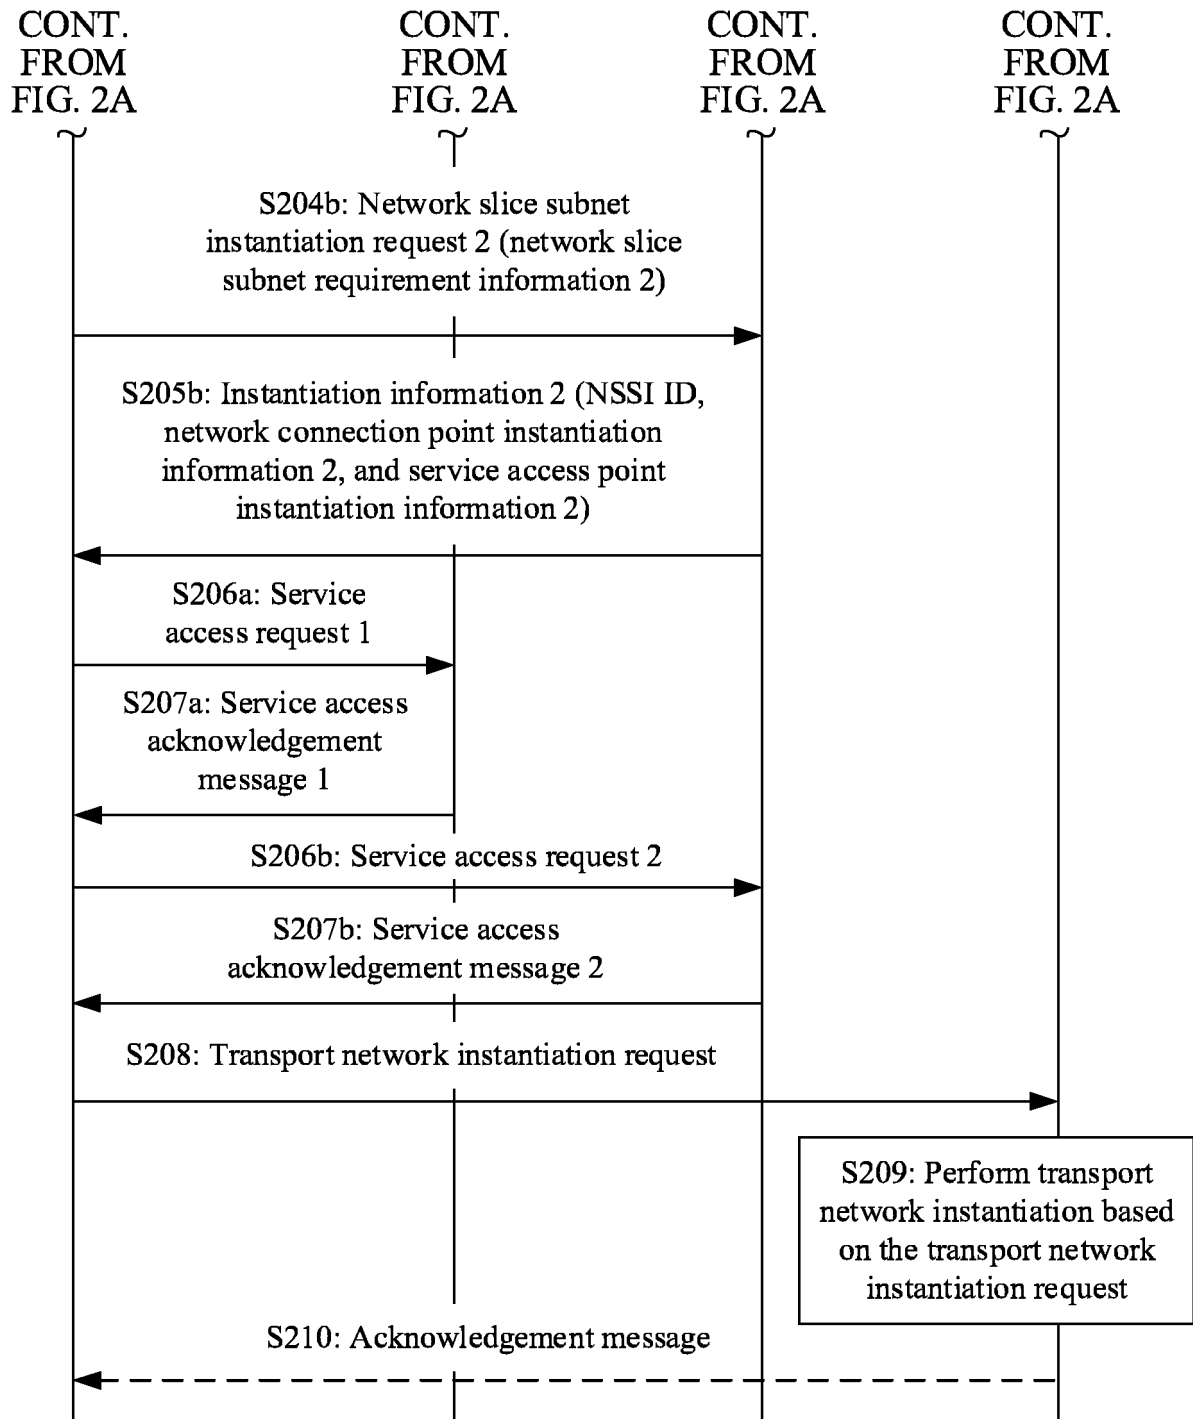 CONT.
FROM
FIG. 2A
CONT.
FROM
FIG. 2A
CONT.
FROM
FIG. 2A
CONT.
FROM
FIG. 2A
S204b: Network slice subnet
instantiation request 2 (network slice
subnet requirement information 2)
S205b: Instantiation information 2 (NSSI ID,
network connection point instantiation
information 2, and service access point
instantiation information 2)
S206a: Service
access request 1
S207a: Service access
acknowledgement
message 1
S206b: Service access request 2
S207b: Service access
acknowledgement message 2
S208: Transport network instantiation request
S209: Perform transport
network instantiation based
on the transport network
instantiation request
S210: Acknowledgement message